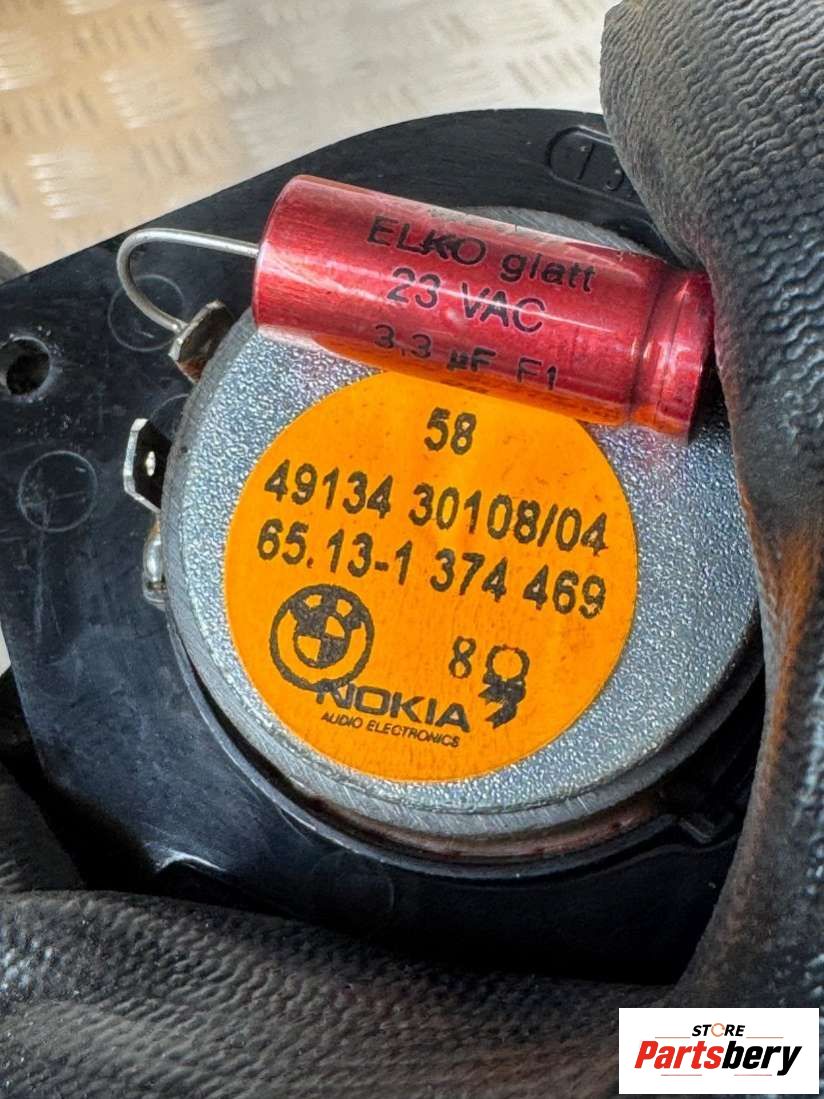 ELKO glatt
23 VAC
3,3 µF F1
58
49134 30108/04
65.13-1 374 469
8Ω
NOKIA
AUDIO ELECTRONICS
STORE
Partsbery